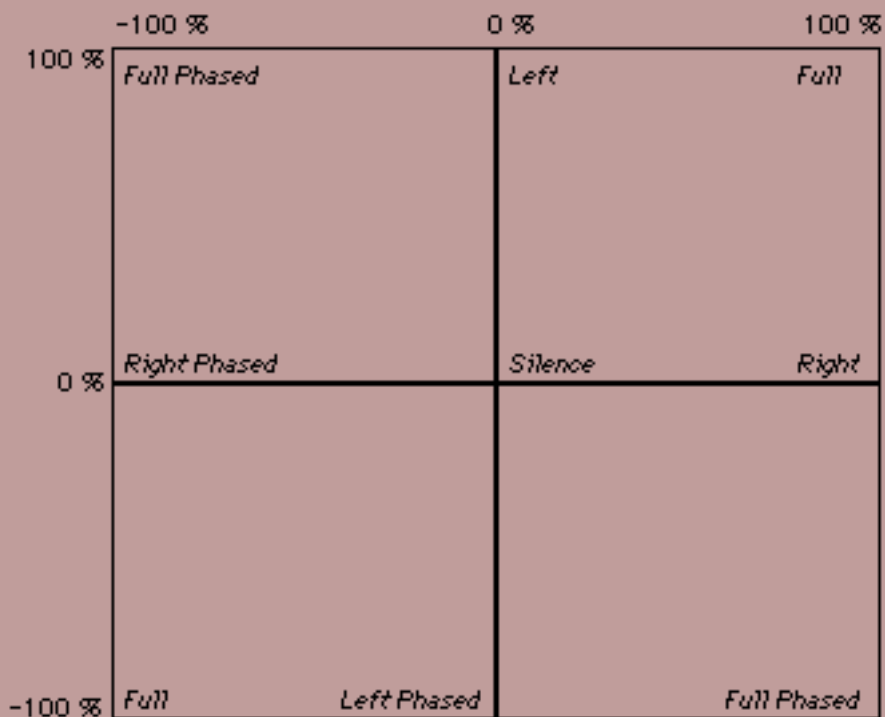 -100 % 0 % 100 %
100 %
Full Phased Left Full
Right Phased Silence Right
0 %
-100 % Full Left Phased Full Phased